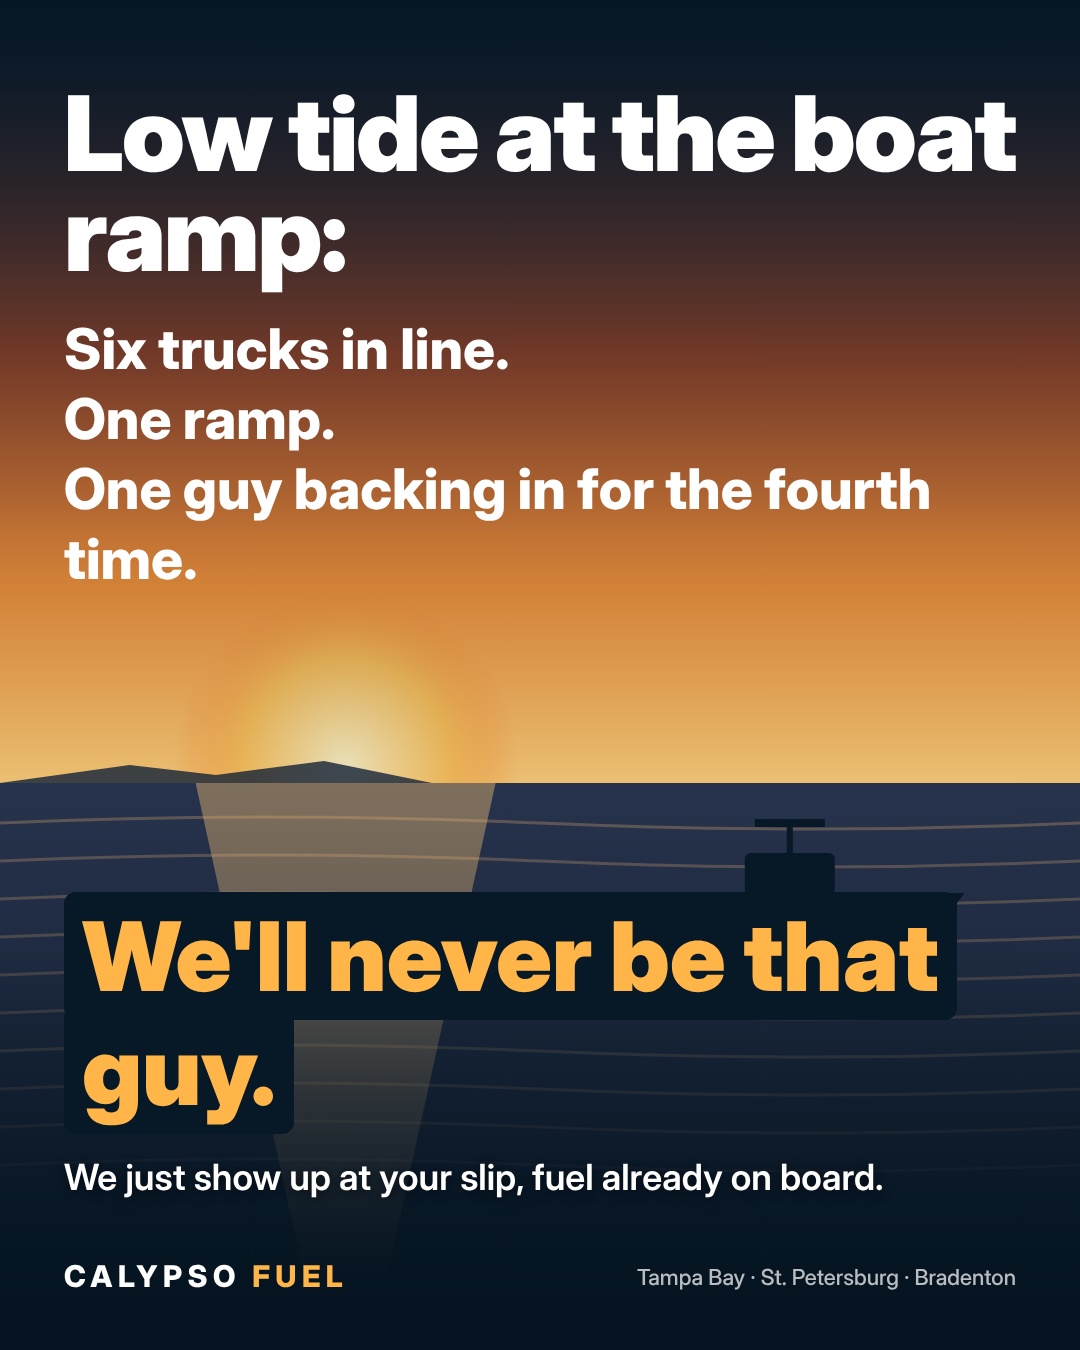 Low tide at the boat
ramp:
Six trucks in line.
One ramp.
One guy backing in for the fourth
time.
We'll never be that
guy.
We just show up at your slip, fuel already on board.
CALYPSO FUEL
Tampa Bay · St. Petersburg · Bradenton